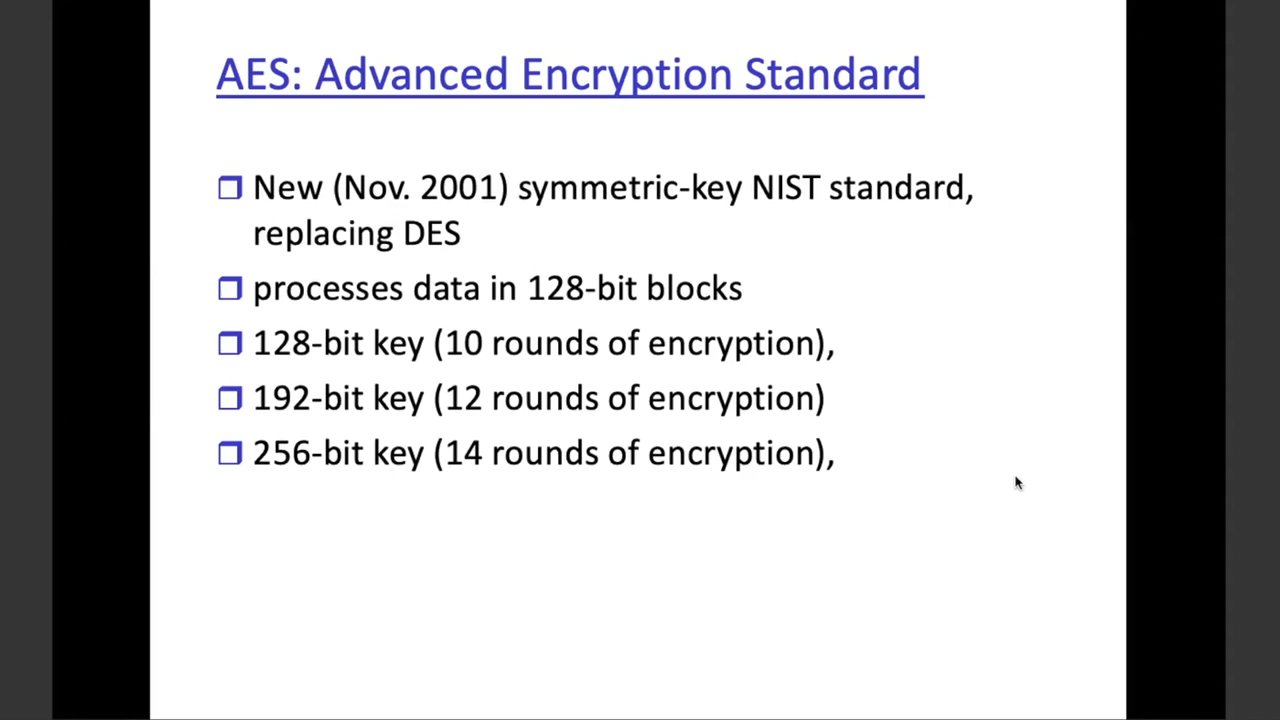 AES: Advanced Encryption Standard
New (Nov. 2001) symmetric-key NIST standard,
replacing DES
processes data in 128-bit blocks
128-bit key (10 rounds of encryption),
192-bit key (12 rounds of encryption)
256-bit key (14 rounds of encryption),